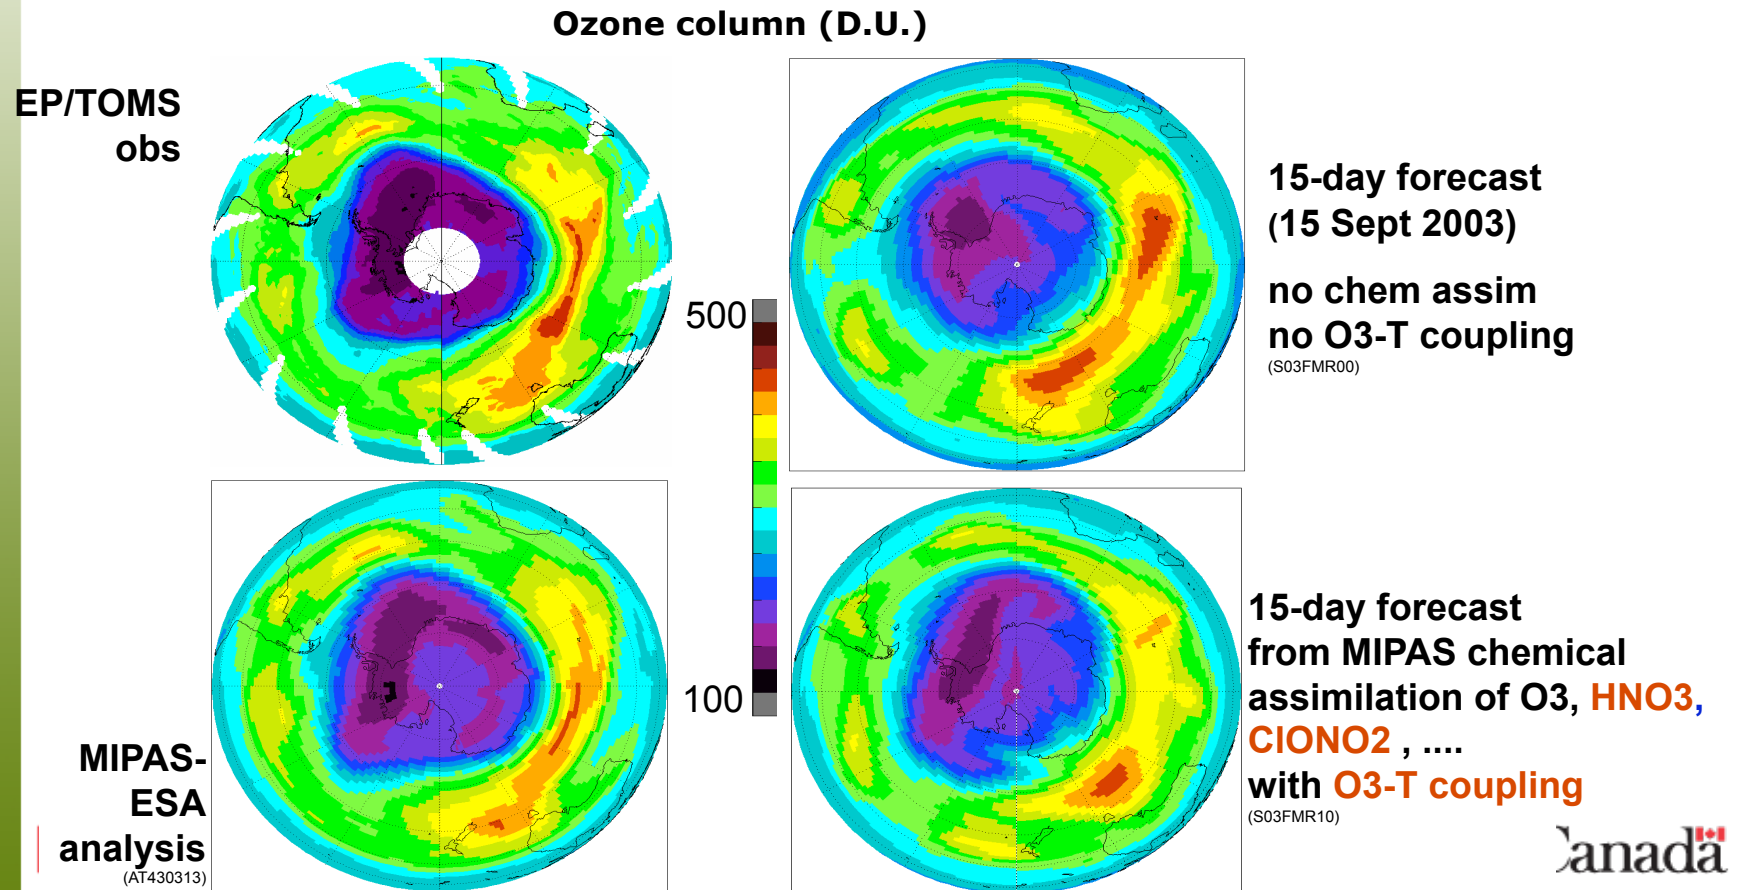 Ozone column (D.U.)
EP/TOMS
obs
15-day forecast
(15 Sept 2003)
no chem assim
no O3-T coupling
(S03FMR00)
500
100
MIPAS-
ESA
analysis
(AT430313)
15-day forecast
from MIPAS chemical
assimilation of O3, HNO3,
ClONO2 , ....
with O3-T coupling
(S03FMR10)
Canada